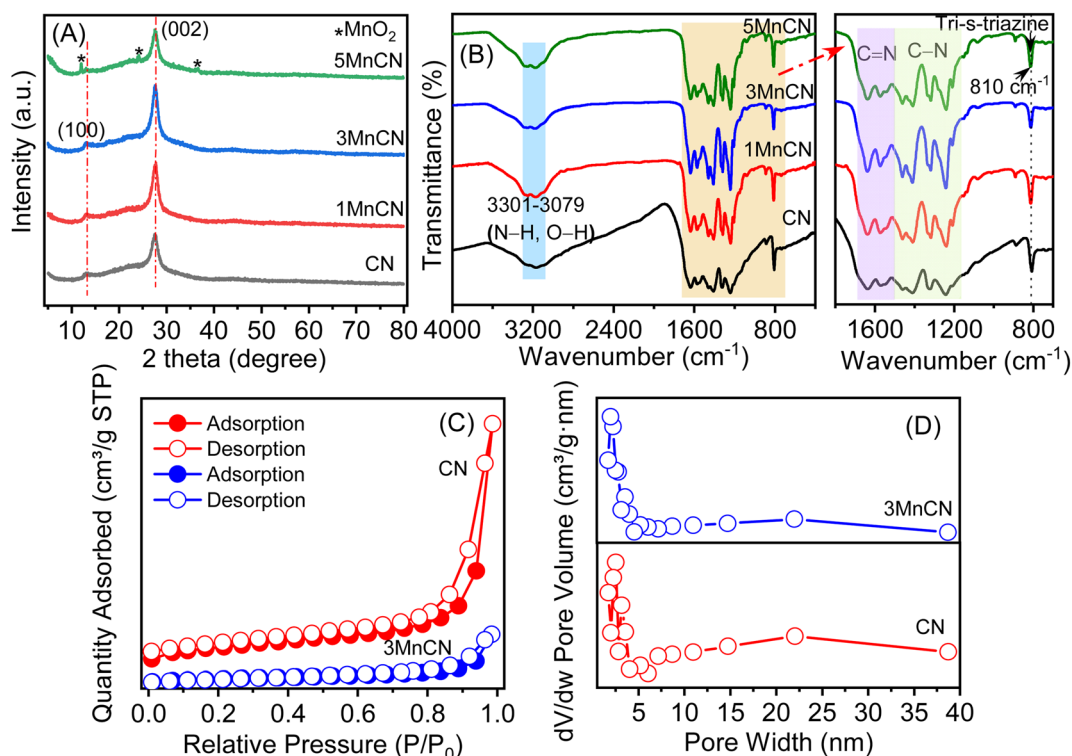 (A)
(002)
*MnO₂
5MnCN
* * *
(100)
3MnCN
1MnCN
CN
Intensity (a.u.)
10 20 30 40 50 60 70 80
2 theta (degree)
(B)
5MnCN
3MnCN
1MnCN
CN
3301-3079
(N–H, O–H)
Transmittance (%)
4000 3200 2400 1600 800
Wavenumber (cm⁻¹)
Tri-s-triazine
C=N
C–N
810 cm⁻¹
1600 1200 800
Wavenumber (cm⁻¹)
(C)
Adsorption
Desorption
Adsorption
Desorption
CN
3MnCN
Quantity Adsorbed (cm³/g STP)
0.0 0.2 0.4 0.6 0.8 1.0
Relative Pressure (P/P₀)
(D)
3MnCN
CN
dV/dw Pore Volume (cm³/g·nm)
5 10 15 20 25 30 35 40
Pore Width (nm)